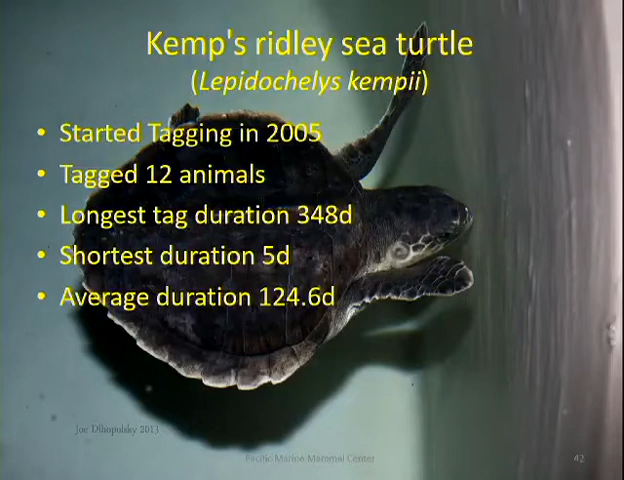 Kemp's ridley sea turtle
(Lepidochelys kempii)
• Started Tagging in 2005
• Tagged 12 animals
• Longest tag duration 348d
• Shortest duration 5d
• Average duration 124.6d
Joe Dihopolsky 2013
Pacific Marine Mammal Center
42